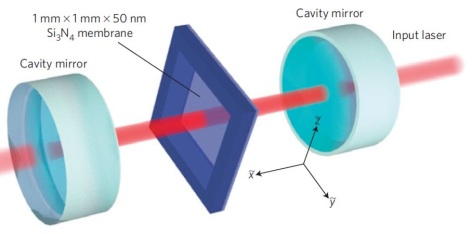 1 mm × 1 mm × 50 nm
Si₃N₄ membrane
Cavity mirror
Input laser
Cavity mirror
z̃
x̃
ỹ